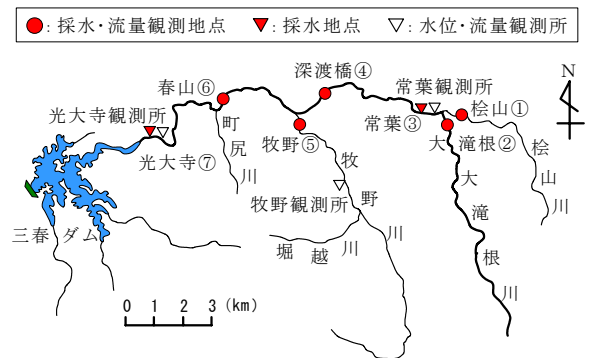 ：採水・流量観測地点　：採水地点　：水位・流量観測所
深渡橋④
春山⑥
常葉観測所
N
光大寺観測所
桧山①
町尻川
常葉③
大滝根②
光大寺⑦
牧野⑤
牧野川
大滝根川
桧山川
牧野観測所
三春ダム
堀越川
0 1 2 3 (km)